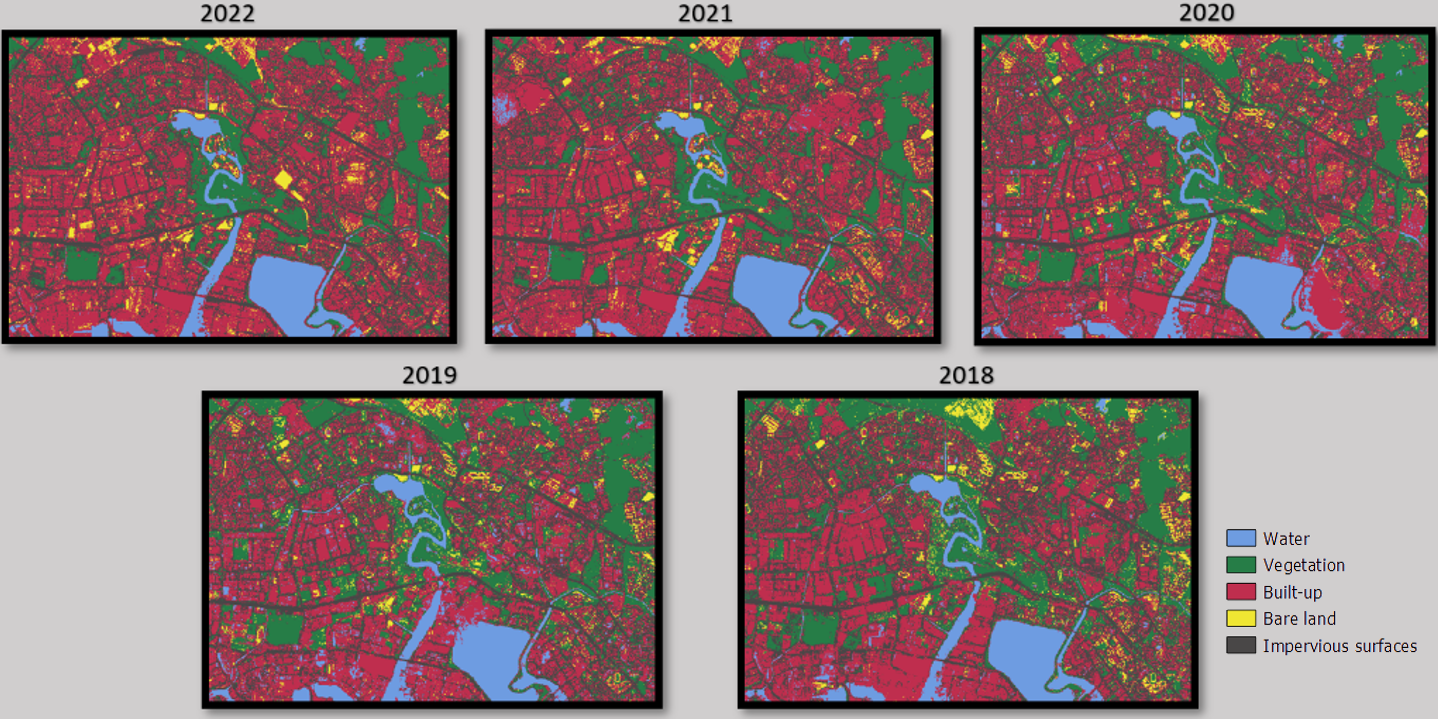 2022
2021
2020
2019
2018
Water
Vegetation
Built-up
Bare land
Impervious surfaces